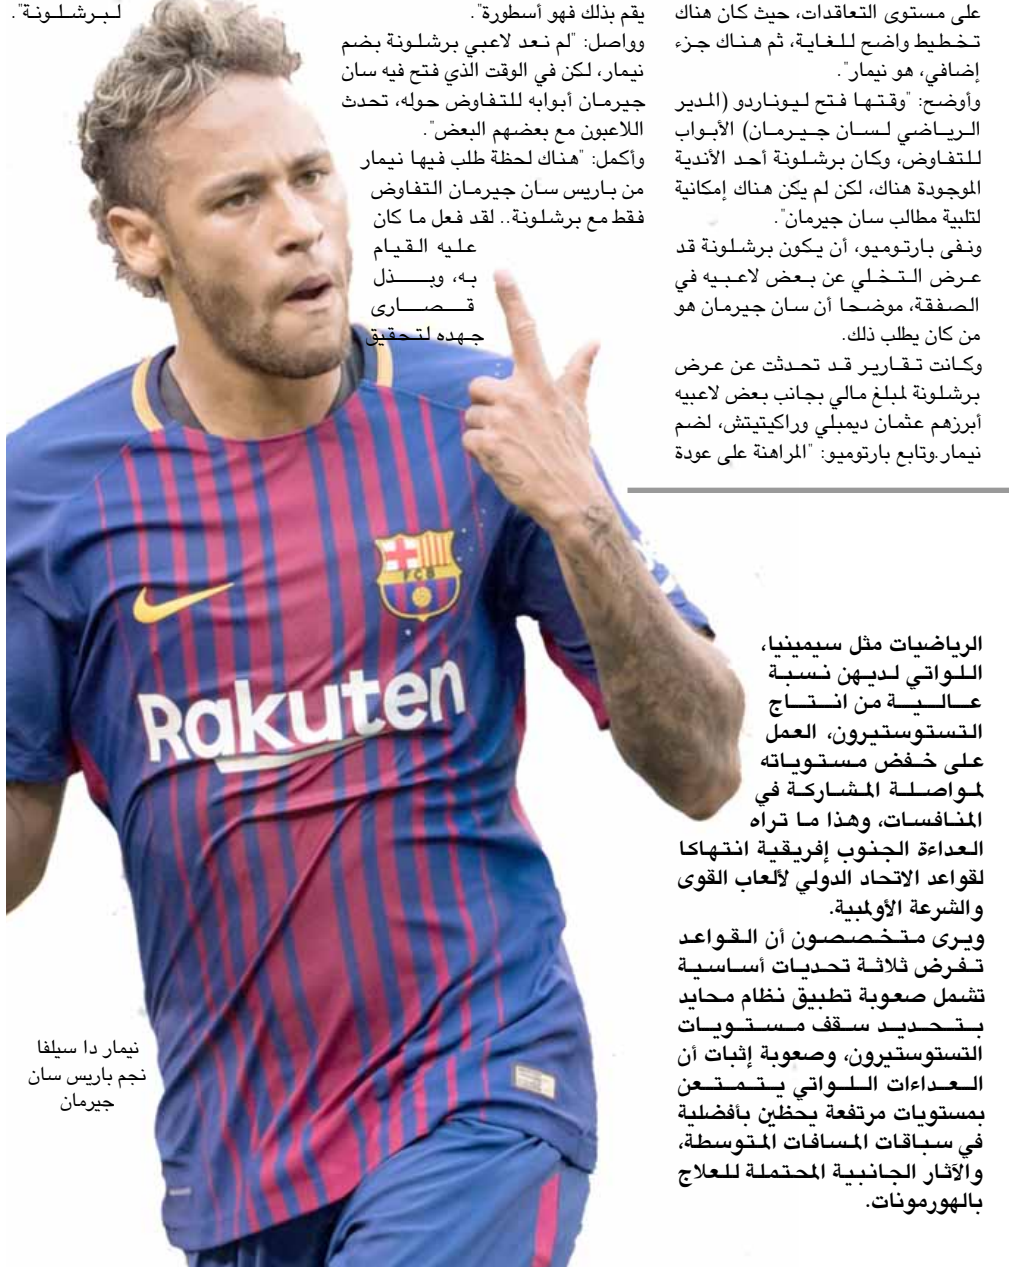 على مستوى التعاقدات، حيث كان هناك
تخطيط واضح للغاية، ثم هناك جزء
إضافي، هو نيمار".
وأوضح: "وقتها فتح ليوناردو (المدير
الرياضي لسان جيرمان) الأبواب
للتفاوض، وكان برشلونة أحد الأندية
الموجودة هناك، لكن لم يكن هناك إمكانية
لتلبية مطالب سان جيرمان".
ونفى بارتوميو، أن يكون برشلونة قد
عرض التخلي عن بعض لاعبيه في
الصفقة، موضحا أن سان جيرمان هو
من كان يطلب ذلك.
وكانت تقارير قد تحدثت عن عرض
برشلونة لمبلغ مالي بجانب بعض لاعبيه
أبرزهم عثمان ديمبلي وراكيتيتش، لضم
نيمار.وتابع بارتوميو: "المراهنة على عودة
يقم بذلك فهو أسطورة".
وواصل: "لم نعد لاعبي برشلونة بضم
نيمار، لكن في الوقت الذي فتح فيه سان
جيرمان أبوابه للتفاوض حوله، تحدث
اللاعبون مع بعضهم البعض".
وأكمل: "هناك لحظة طلب فيها نيمار
من باريس سان جيرمان التفاوض
فقط مع برشلونة.. لقد فعل ما كان
عليه القيام
به، وبذل
قصارى
جهده لتحقيق
لبرشلونة".
FCB
Rakuten
نيمار دا سيلفا
نجم باريس سان
جيرمان
الرياضيات مثل سيمينيا،
اللواتي لديهن نسبة
عالية من انتاج
التستوستيرون، العمل
على خفض مستوياته
لمواصلة المشاركة في
المنافسات، وهذا ما تراه
العداءة الجنوب إفريقية انتهاكا
لقواعد الاتحاد الدولي لألعاب القوى
والشرعة الأولمبية.
ويرى متخصصون أن القواعد
تفرض ثلاثة تحديات أساسية
تشمل صعوبة تطبيق نظام محايد
بتحديد سقف مستويات
التستوستيرون، وصعوبة إثبات أن
العداءات اللواتي يتمتعن
بمستويات مرتفعة يحظين بأفضلية
في سباقات المسافات المتوسطة،
والآثار الجانبية المحتملة للعلاج
بالهورمونات.